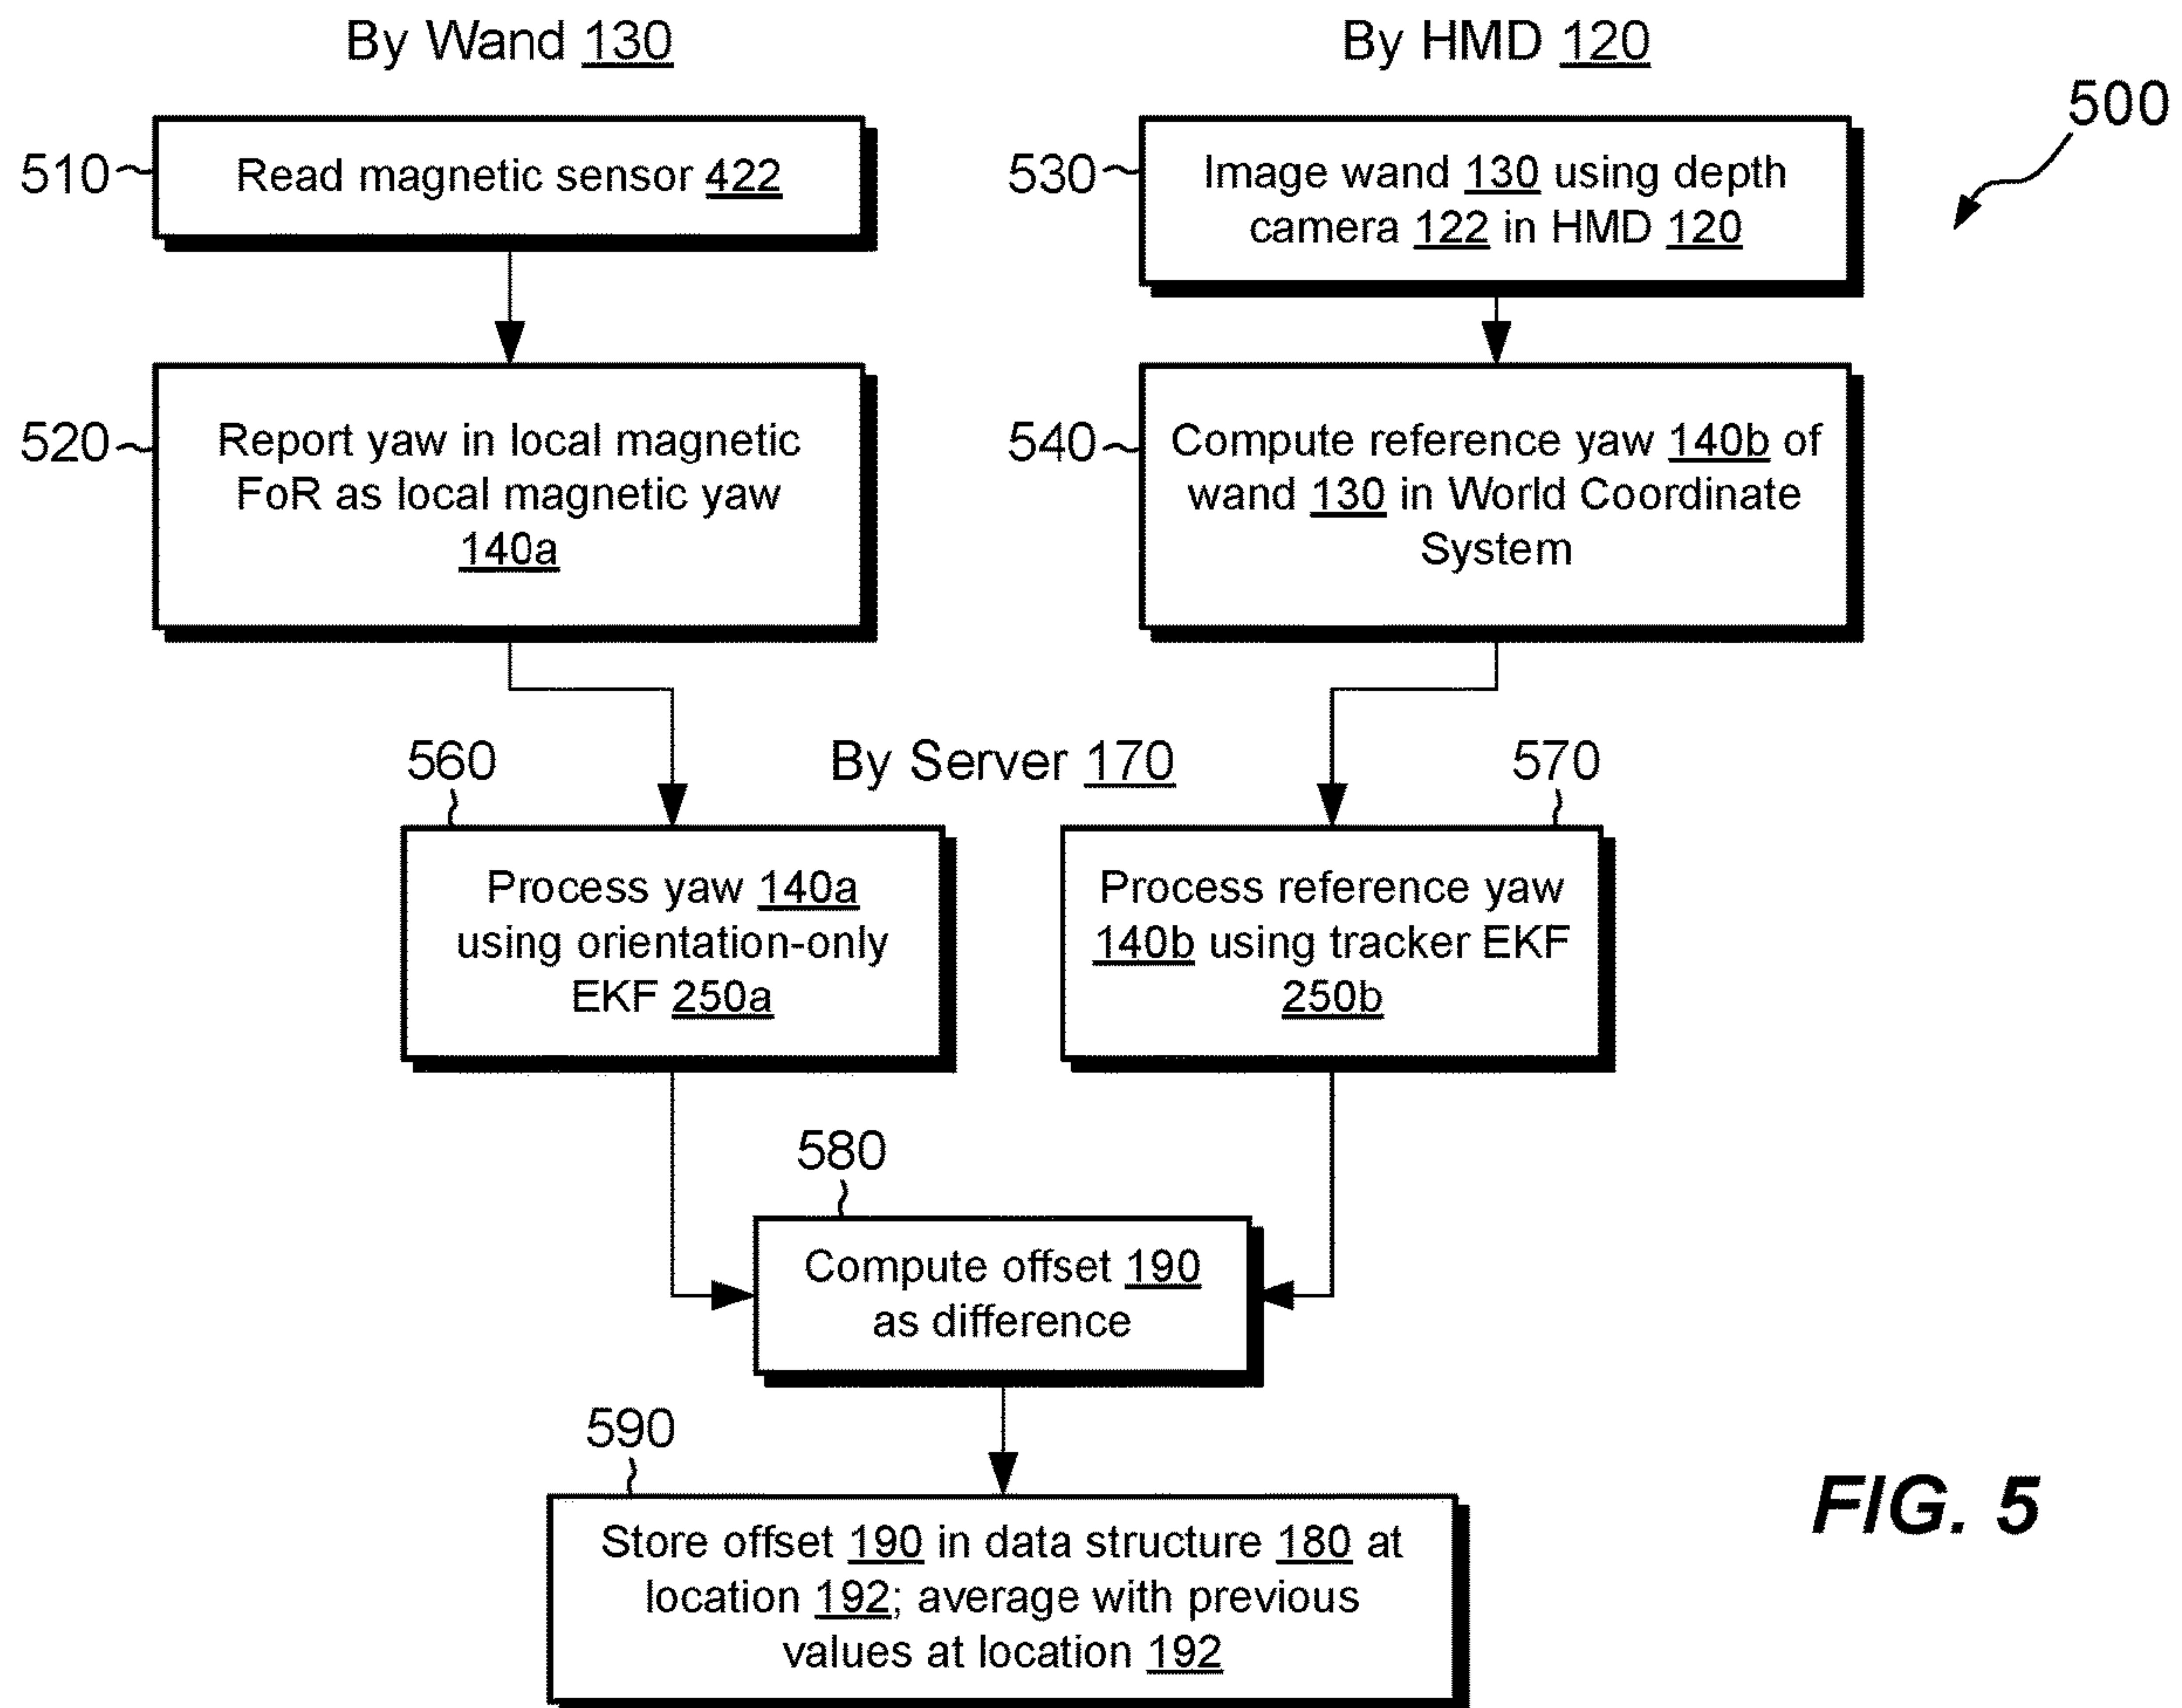 By Wand 130
By HMD 120
500
510
Read magnetic sensor 422
530
Image wand 130 using depth
camera 122 in HMD 120
520
Report yaw in local magnetic
FoR as local magnetic yaw
140a
540
Compute reference yaw 140b of
wand 130 in World Coordinate
System
By Server 170
560
Process yaw 140a
using orientation-only
EKF 250a
570
Process reference yaw
140b using tracker EKF
250b
580
Compute offset 190
as difference
590
Store offset 190 in data structure 180 at
location 192; average with previous
values at location 192
FIG. 5